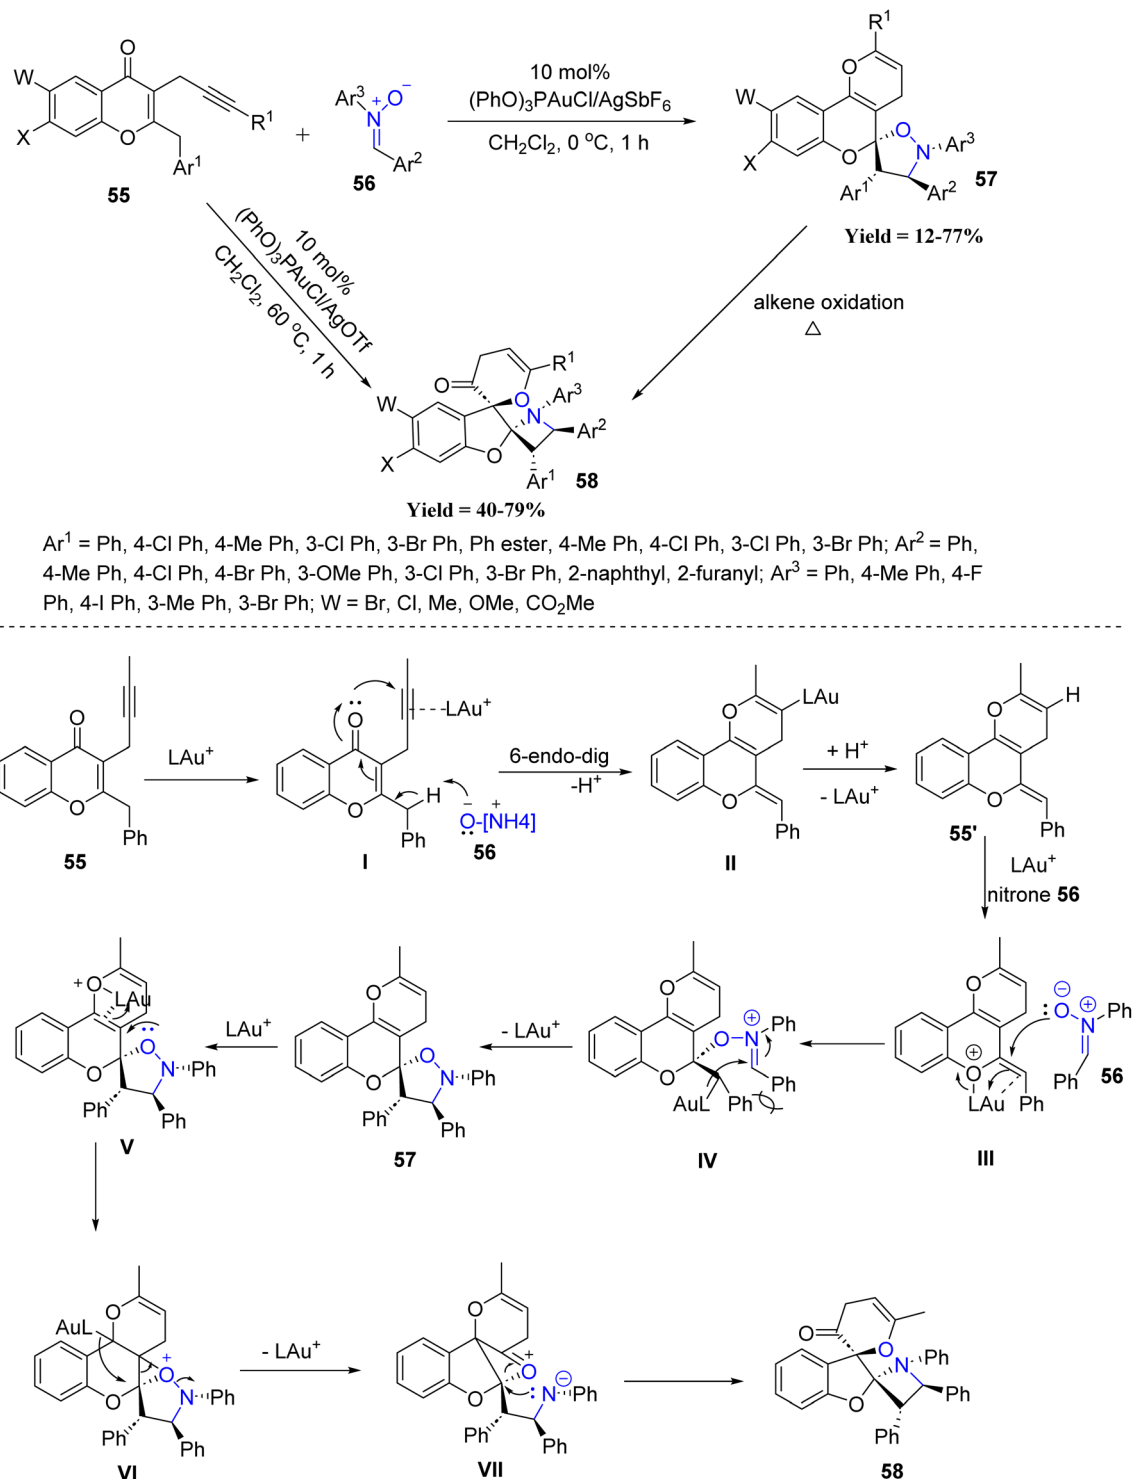 O
W
X
O
R¹
Ar¹
55
+
Ar³
N⁺
O⁻
Ar²
56
10 mol%
(PhO)₃PAuCl/AgSbF₆
CH₂Cl₂, 0 °C, 1 h
R¹
O
W
X
O
O
N
Ar³
Ar¹
Ar²
57
Yield = 12-77%
10 mol%
(PhO)₃PAuCl/AgOTf
CH₂Cl₂, 60 °C, 1 h
alkene oxidation
△
O
R¹
W
O
N
Ar³
Ar²
X
O
Ar¹
58
Yield = 40-79%
Ar¹ = Ph, 4-Cl Ph, 4-Me Ph, 3-Cl Ph, 3-Br Ph, Ph ester, 4-Me Ph, 4-Cl Ph, 3-Cl Ph, 3-Br Ph; Ar² = Ph,
4-Me Ph, 4-Cl Ph, 4-Br Ph, 3-OMe Ph, 3-Cl Ph, 3-Br Ph, 2-naphthyl, 2-furanyl; Ar³ = Ph, 4-Me Ph, 4-F
Ph, 4-I Ph, 3-Me Ph, 3-Br Ph; W = Br, Cl, Me, OMe, CO₂Me
O
O
Ph
55
LAu⁺
O
LAu⁺
H
O
Ph
I
O-[NH4]
- +
56
6-endo-dig
-H⁺
LAu
O
O
Ph
II
+ H⁺
- LAu⁺
H
O
O
Ph
55'
LAu⁺
nitrone 56
+
O
LAu
O
O
N
Ph
Ph
Ph
V
LAu⁺
O
O
O
N
Ph
Ph
Ph
57
- LAu⁺
O
O
O
N⊕
Ph
Ph
AuL
Ph
IV
O
O⊕
LAu
Ph
III
⊖
O
N⊕
Ph
Ph
56
AuL
O
+
O
O
N
Ph
Ph
Ph
VI
- LAu⁺
O
+
O
O
N⊖
Ph
Ph
Ph
VII
O
O
N
Ph
Ph
O
Ph
58